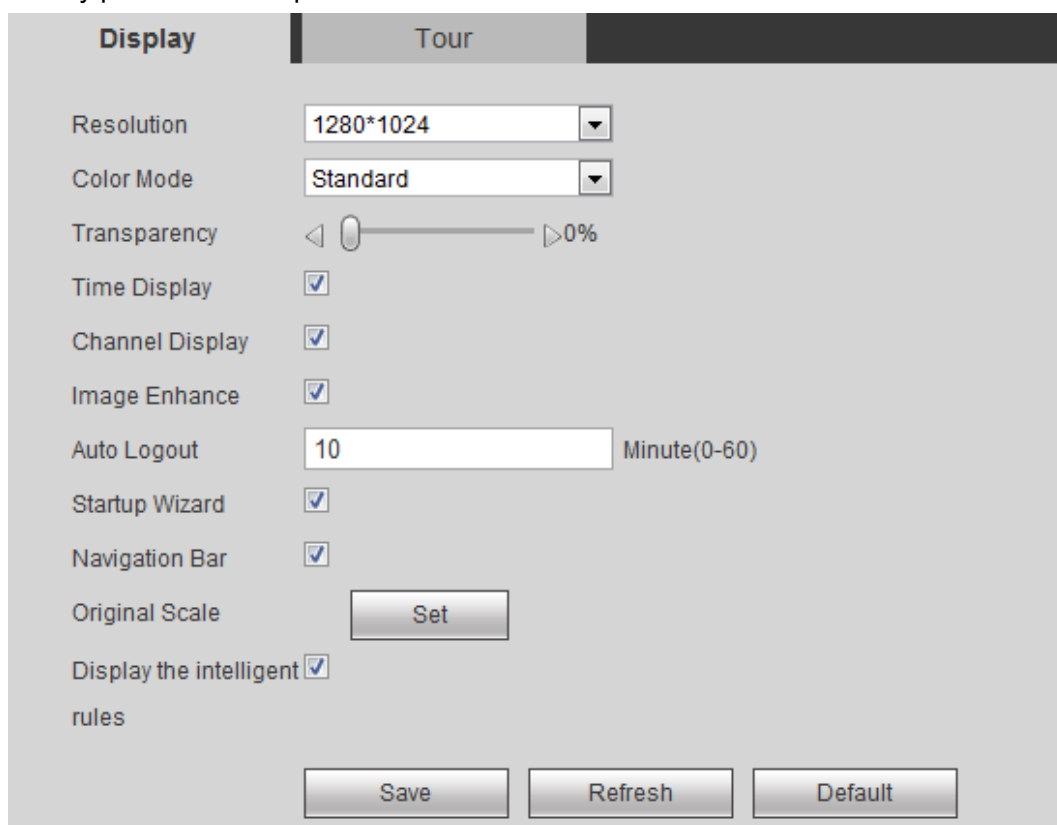 Display Tour
Resolution 1280*1024
Color Mode Standard
Transparency 0%
Time Display
Channel Display
Image Enhance
Auto Logout 10 Minute(0-60)
Startup Wizard
Navigation Bar
Original Scale Set
Display the intelligent
rules
Save Refresh Default